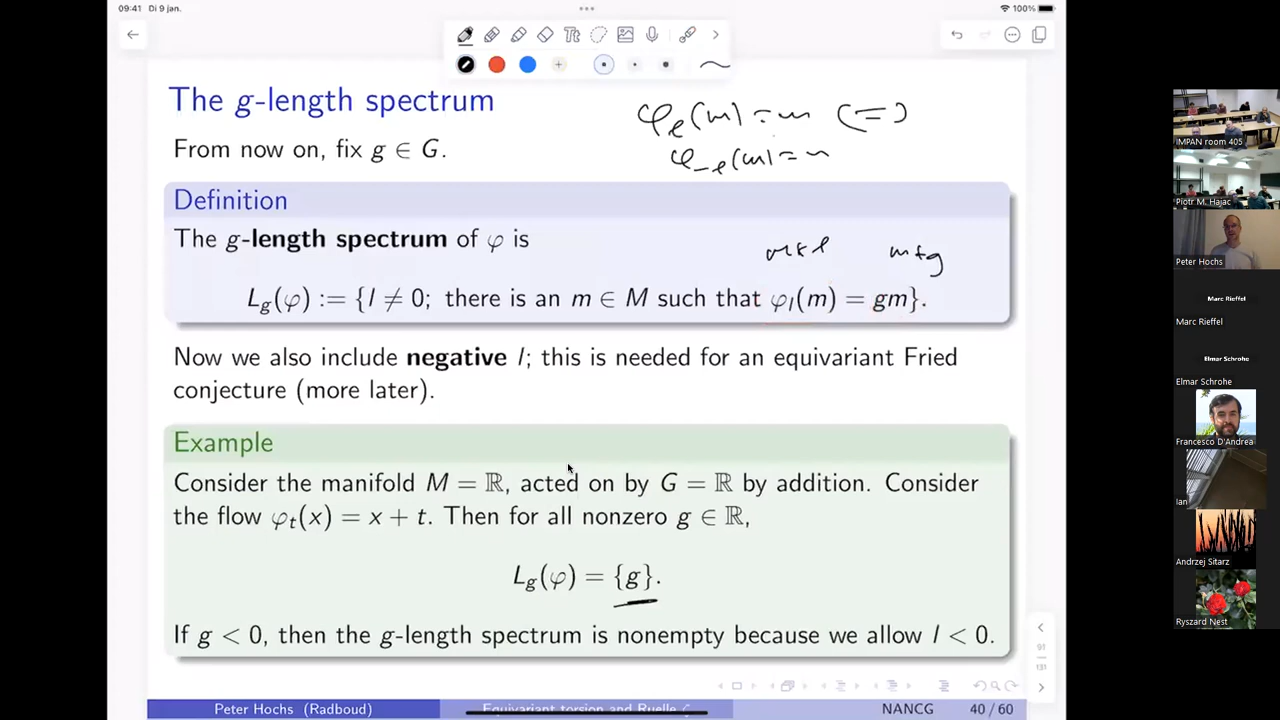 09:41 Di 9 jan.
100%
The g-length spectrum
φ_ℓ(m) = m (=)
φ_-ℓ(m) = m
From now on, fix g ∈ G.
Definition
The g-length spectrum of φ is
m+l m+g
L_g(φ) := {l ≠ 0; there is an m ∈ M such that φ_l(m) = gm}.
Now we also include negative l; this is needed for an equivariant Fried
conjecture (more later).
Example
Consider the manifold M = ℝ, acted on by G = ℝ by addition. Consider
the flow φ_t(x) = x + t. Then for all nonzero g ∈ ℝ,
L_g(φ) = {g}.
If g < 0, then the g-length spectrum is nonempty because we allow l < 0.
91
131
Peter Hochs (Radboud) Equivariant torsion and Ruelle ζ NANCG 40 / 60
IMPAN room 405
Piotr M. Hajac
Peter Hochs
Marc Rieffel
Marc Rieffel
Elmar Schrohe
Elmar Schrohe
Francesco D'Andrea
Ian
Andrzej Sitarz
Ryszard Nest